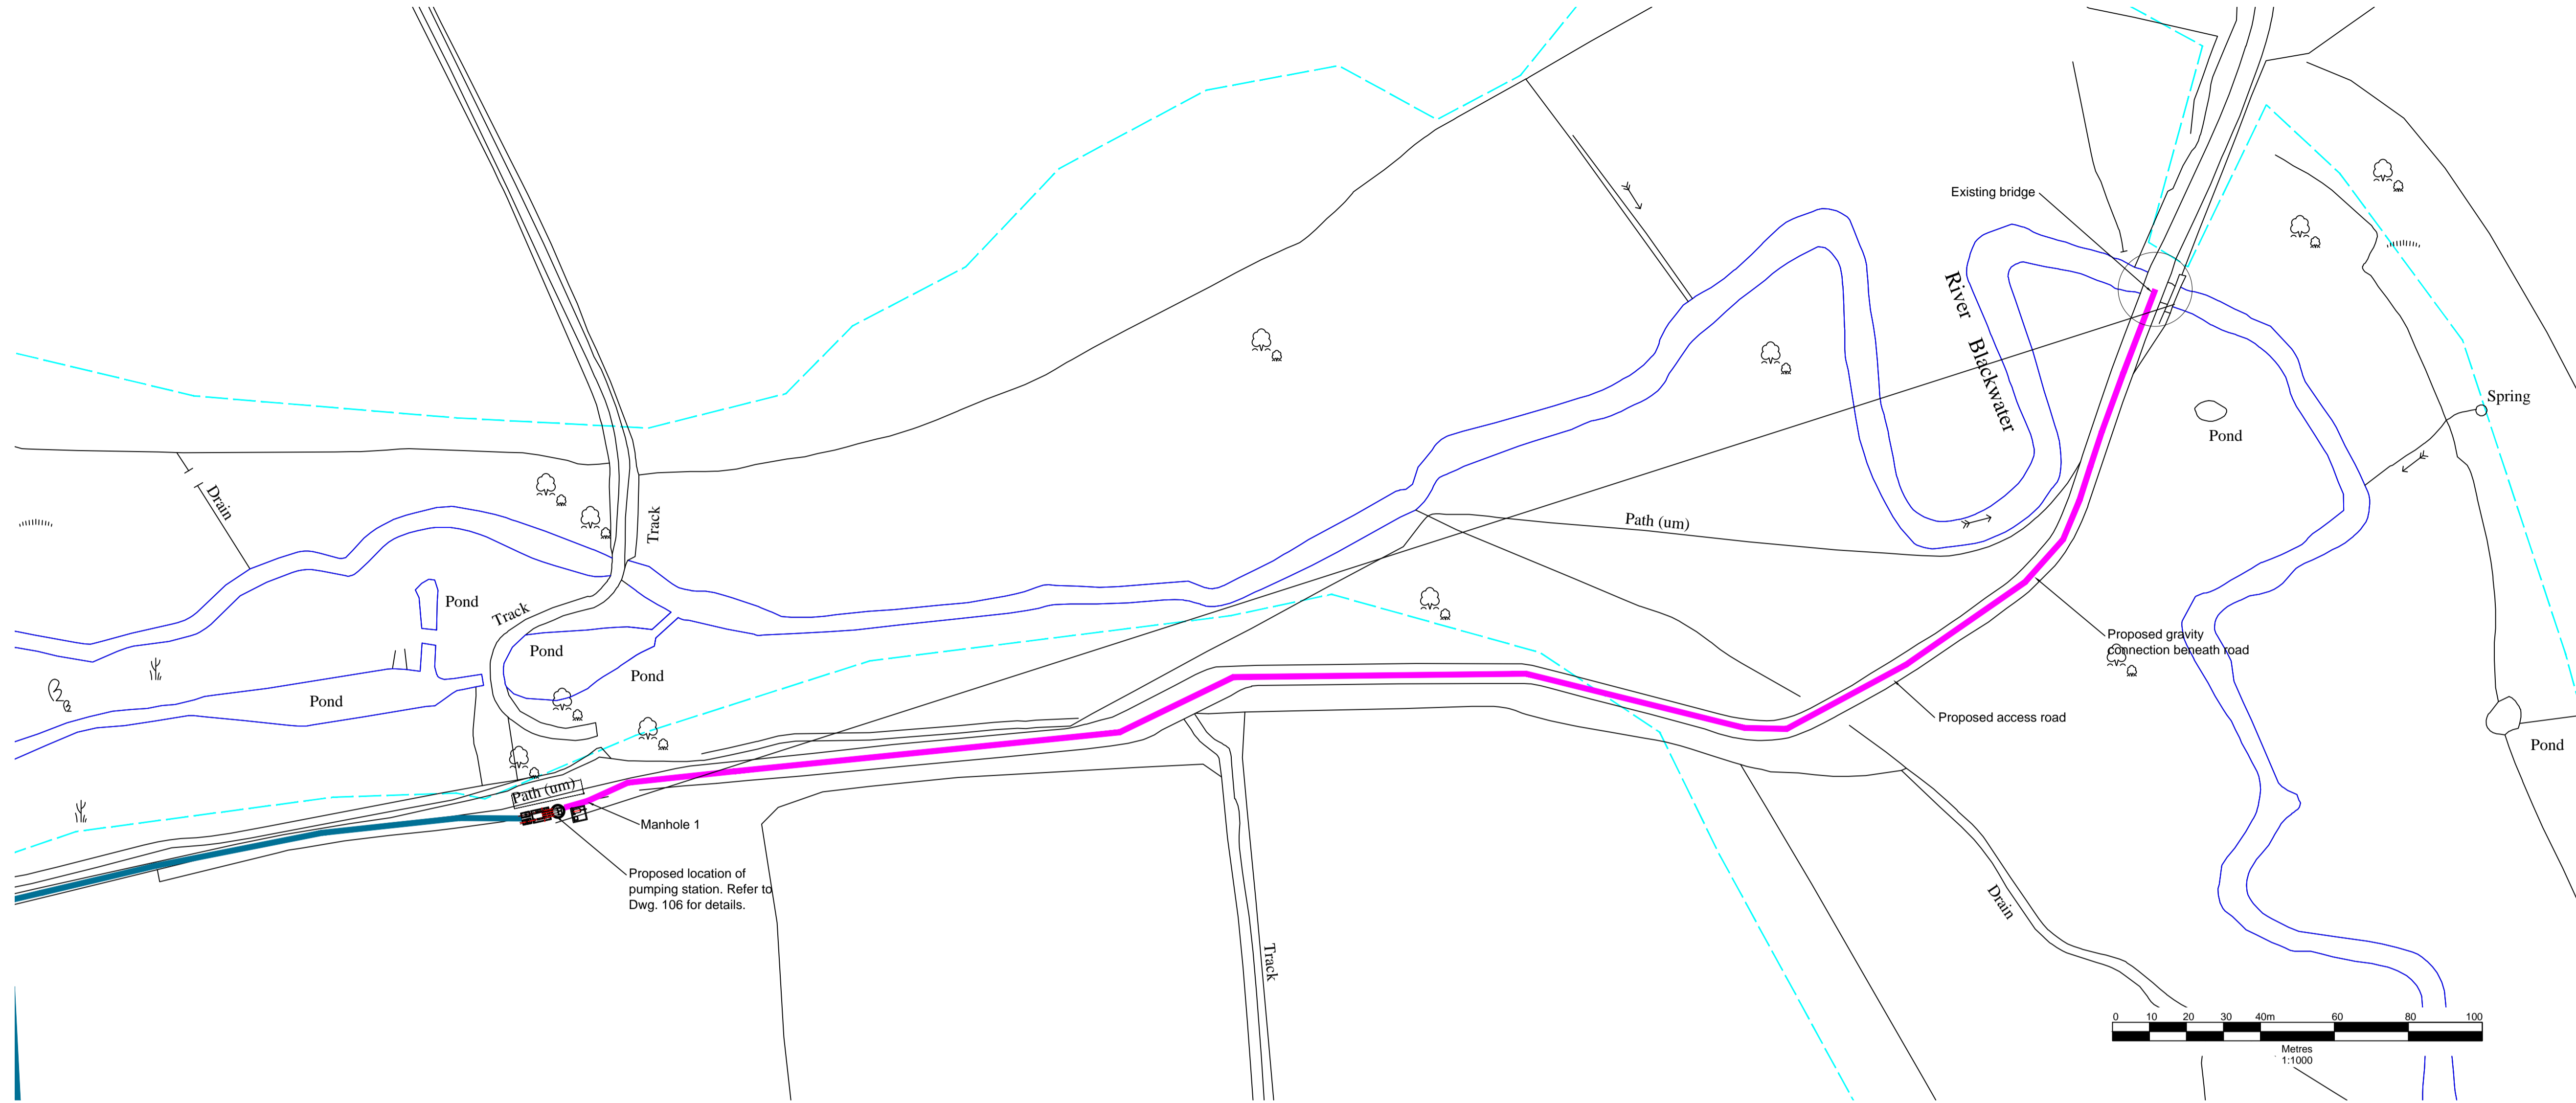 Existing bridge
River
Blackwater
Spring
Pond
Path (um)
Drain
Track
Pond
Track
Pond
Pond
Pond
Proposed gravity
connection beneath road
Proposed access road
Pond
Path (um)
Manhole 1
Proposed location of
pumping station. Refer to
Dwg. 106 for details.
Drain
Track
0 10 20 30 40m 60 80 100
Metres
1:1000